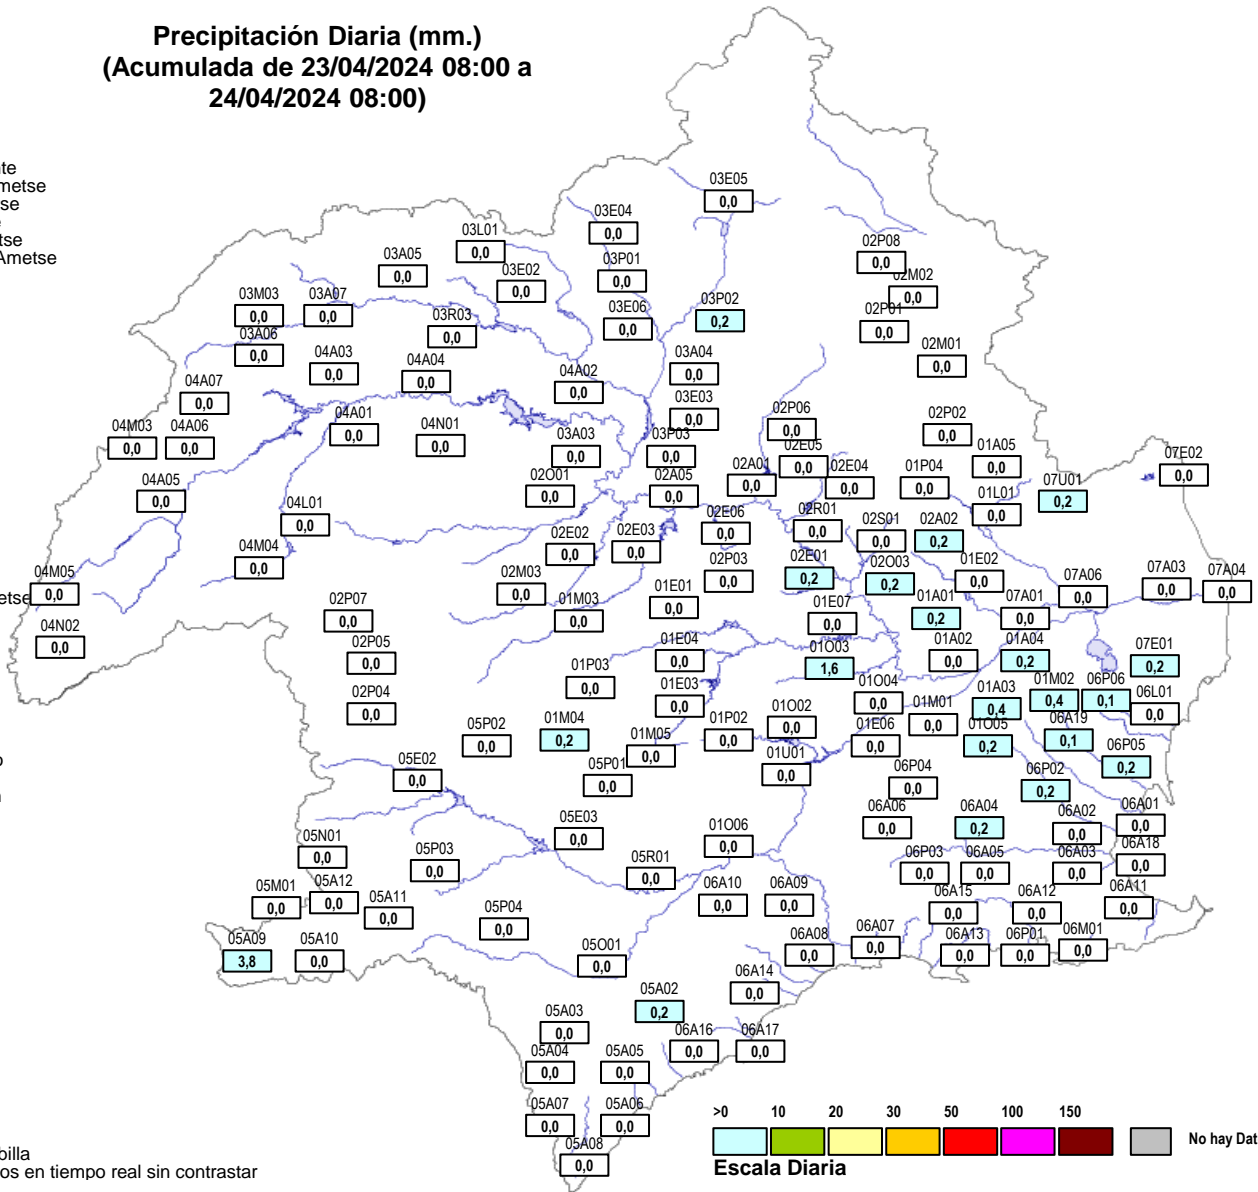 Precipitación Diaria (mm.)
(Acumulada de 23/04/2024 08:00 a
24/04/2024 08:00)
nte
metse
se
tse
Ametse
etse
billa
os en tiempo real sin contrastar
03E05
0,0
03E04
0,0
03L01
0,0
03A05
0,0
03P01
0,0
03E02
0,0
02P08
0,0
02M02
0,0
03M03
0,0
03A07
0,0
03R03
0,0
03E06
0,0
03P02
0,2
02P01
0,0
03A06
0,0
04A03
0,0
04A04
0,0
03A04
0,0
02M01
0,0
04A07
0,0
04A02
0,0
03E03
0,0
04M03
0,0
04A06
0,0
04A01
0,0
04N01
0,0
03A03
0,0
03P03
0,0
02P06
0,0
02P02
0,0
02E05
0,0
01A05
0,0
07E02
0,0
04A05
0,0
02O01
0,0
02A05
0,0
02A01
0,0
02E04
0,0
01P04
0,0
07U01
0,2
01L01
0,0
04L01
0,0
02E06
0,0
02R01
0,0
02S01
0,0
02A02
0,2
04M04
0,0
02E02
0,0
02E03
0,0
02P03
0,0
02E01
0,2
02O03
0,2
01E02
0,0
04M05
0,0
02M03
0,0
07A06
0,0
07A03
0,0
07A04
0,0
02P07
0,0
01M03
0,0
01E01
0,0
01E07
0,0
01A01
0,2
07A01
0,0
04N02
0,0
02P05
0,0
01E04
0,0
01O03
1,6
01A02
0,0
01A04
0,2
07E01
0,2
01P03
0,0
02P04
0,0
01E03
0,0
01O04
0,0
01A03
0,4
01M02
0,4
06P06
0,1
06L01
0,0
01M01
0,0
05P02
0,0
01M04
0,2
01M05
0,0
01P02
0,0
01O02
0,0
01E06
0,0
01O05
0,2
06A19
0,1
05E02
0,0
05P01
0,0
01U01
0,0
06P04
0,0
06P02
0,2
06P05
0,2
05E03
0,0
01O06
0,0
06A06
0,0
06A04
0,2
06A02
0,0
06A01
0,0
05N01
0,0
05P03
0,0
05R01
0,0
06P03
0,0
06A05
0,0
06A03
0,0
06A18
0,0
05M01
0,0
05A12
0,0
05A11
0,0
06A10
0,0
06A09
0,0
06A15
0,0
06A12
0,0
06A11
0,0
05P04
0,0
05A09
3,8
05A10
0,0
05O01
0,0
06A08
0,0
06A07
0,0
06A13
0,0
06P01
0,0
06M01
0,0
06A14
0,0
05A02
0,2
05A03
0,0
06A16
0,0
06A17
0,0
05A04
0,0
05A05
0,0
05A07
0,0
05A06
0,0
05A08
0,0
>0 10 20 30 50 100 150
No hay Dat
Escala Diaria